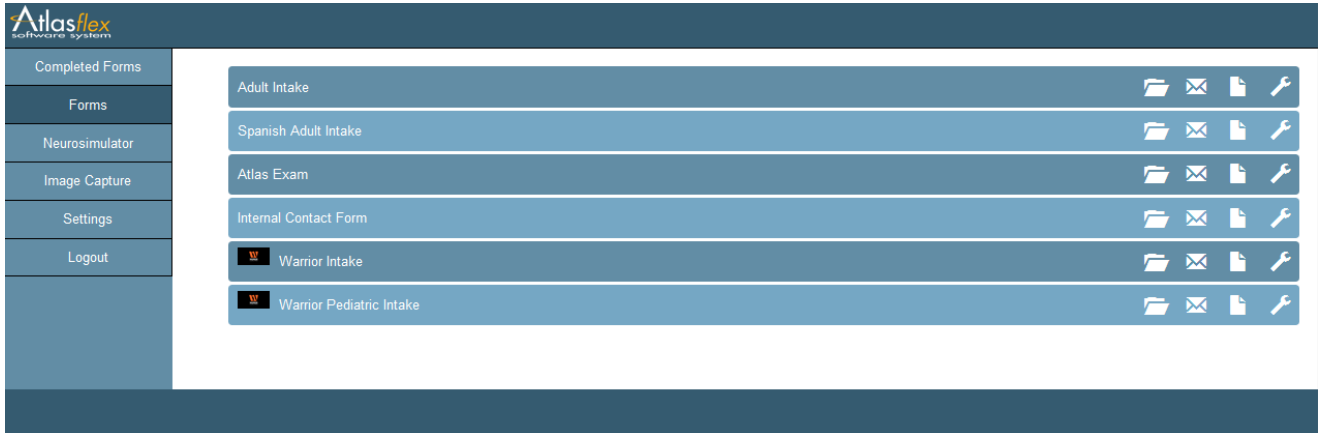 Atlasflex
software system
Completed Forms
Forms
Neurosimulator
Image Capture
Settings
Logout
Adult Intake
Spanish Adult Intake
Atlas Exam
Internal Contact Form
W Warrior Intake
W Warrior Pediatric Intake